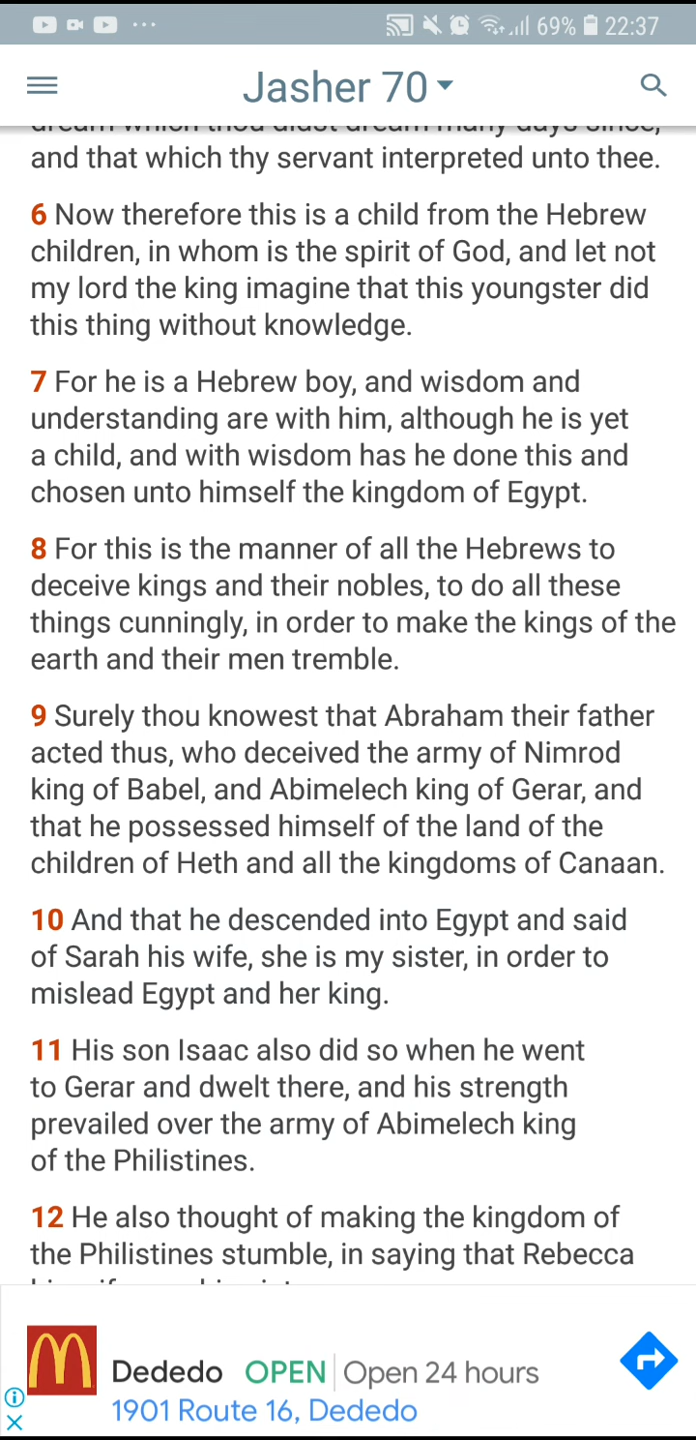 69% 22:37
Jasher 70
dream which thou didst dream many days since,
and that which thy servant interpreted unto thee.
6 Now therefore this is a child from the Hebrew
children, in whom is the spirit of God, and let not
my lord the king imagine that this youngster did
this thing without knowledge.
7 For he is a Hebrew boy, and wisdom and
understanding are with him, although he is yet
a child, and with wisdom has he done this and
chosen unto himself the kingdom of Egypt.
8 For this is the manner of all the Hebrews to
deceive kings and their nobles, to do all these
things cunningly, in order to make the kings of the
earth and their men tremble.
9 Surely thou knowest that Abraham their father
acted thus, who deceived the army of Nimrod
king of Babel, and Abimelech king of Gerar, and
that he possessed himself of the land of the
children of Heth and all the kingdoms of Canaan.
10 And that he descended into Egypt and said
of Sarah his wife, she is my sister, in order to
mislead Egypt and her king.
11 His son Isaac also did so when he went
to Gerar and dwelt there, and his strength
prevailed over the army of Abimelech king
of the Philistines.
12 He also thought of making the kingdom of
the Philistines stumble, in saying that Rebecca
Dededo OPEN Open 24 hours
1901 Route 16, Dededo